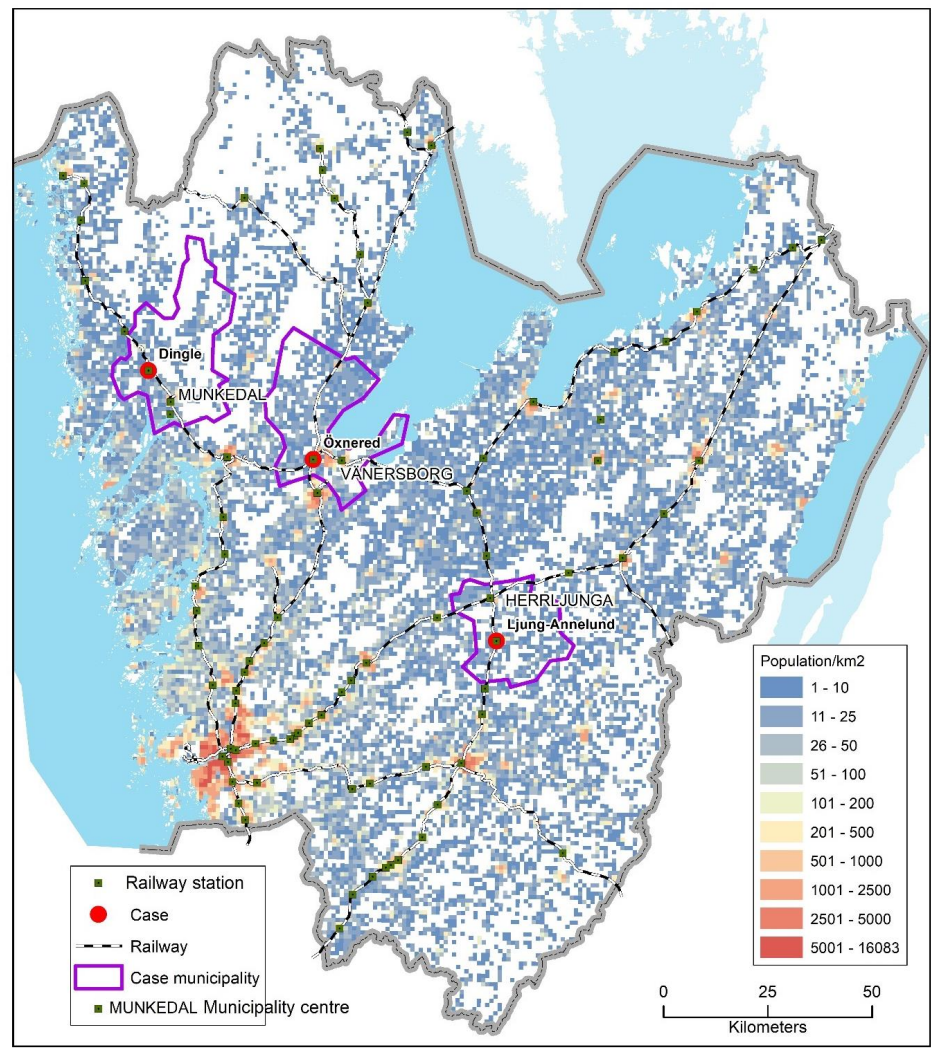 Dingle
MUNKEDAL
Öxnered
VÄNERSBORG
HERRLJUNGA
Ljung-Annelund
Population/km2
1 - 10
11 - 25
26 - 50
51 - 100
101 - 200
201 - 500
501 - 1000
1001 - 2500
2501 - 5000
5001 - 16083
Railway station
Case
Railway
Case municipality
MUNKEDAL Municipality centre
0 25 50
Kilometers